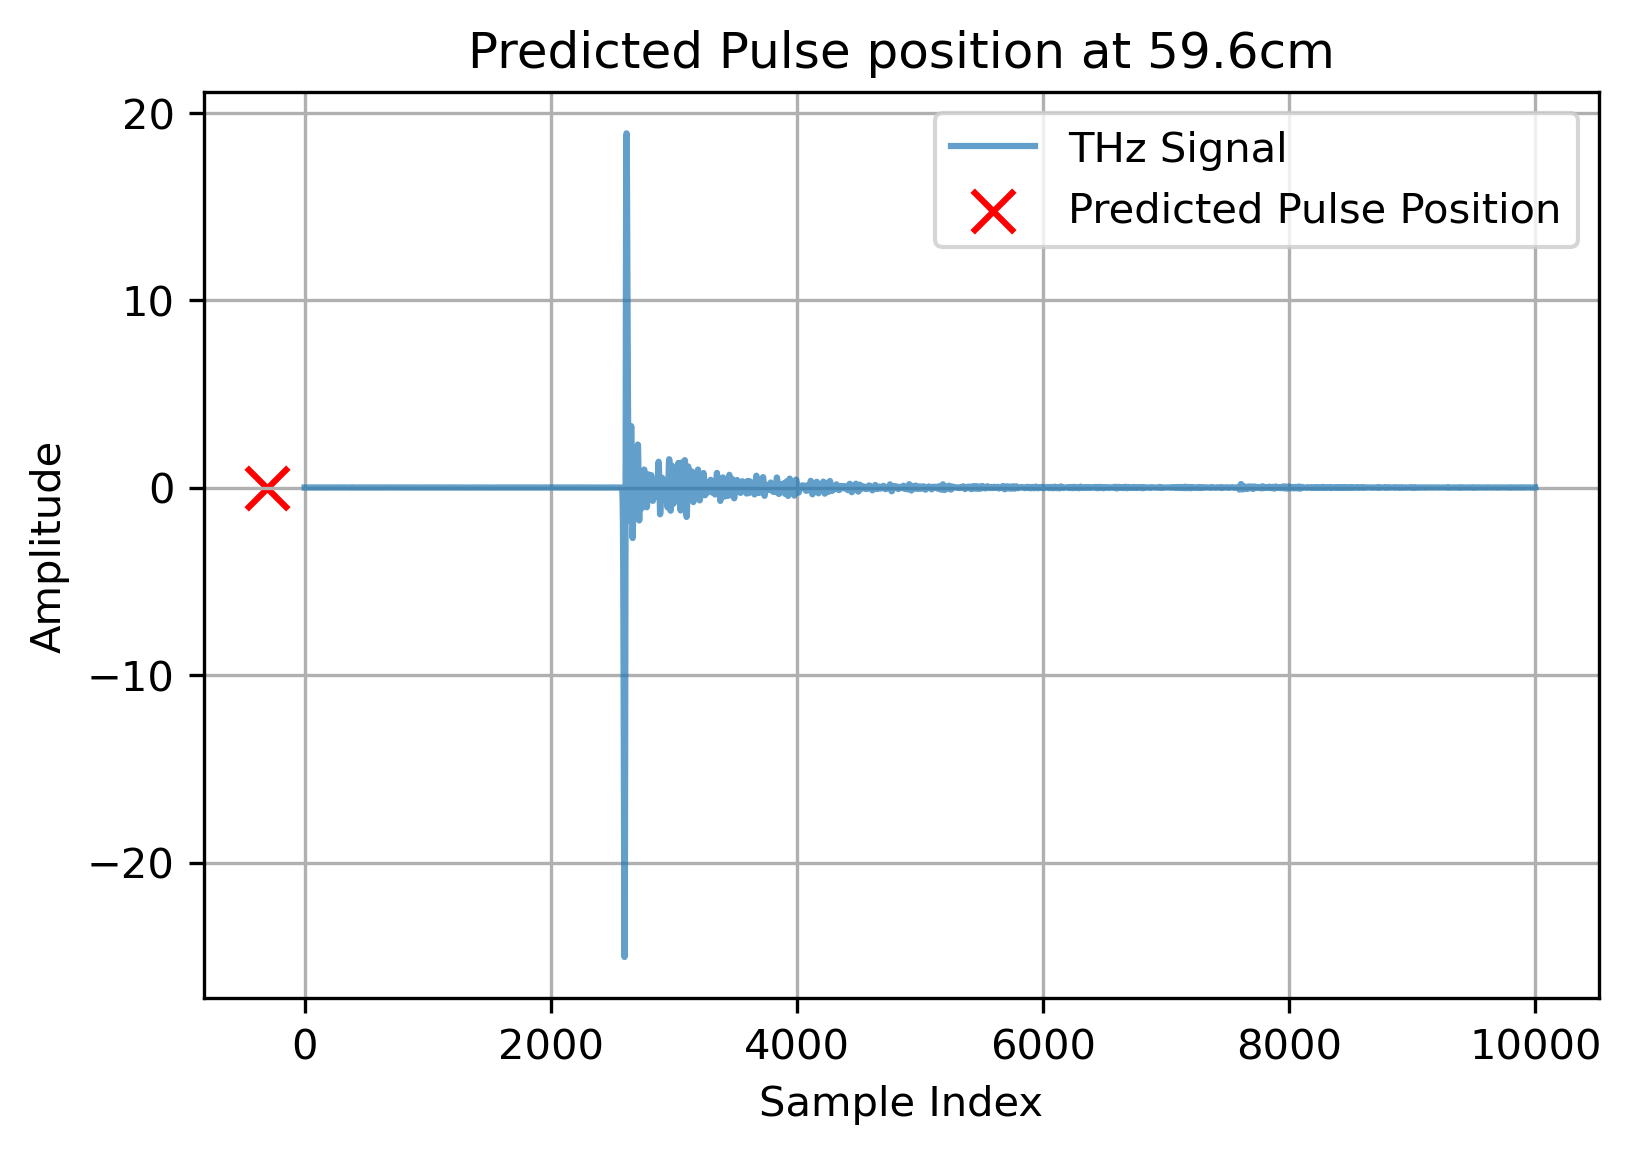 Predicted Pulse position at 59.6cm
THz Signal
Predicted Pulse Position
20
10
0
−10
−20
Amplitude
0 2000 4000 6000 8000 10000
Sample Index